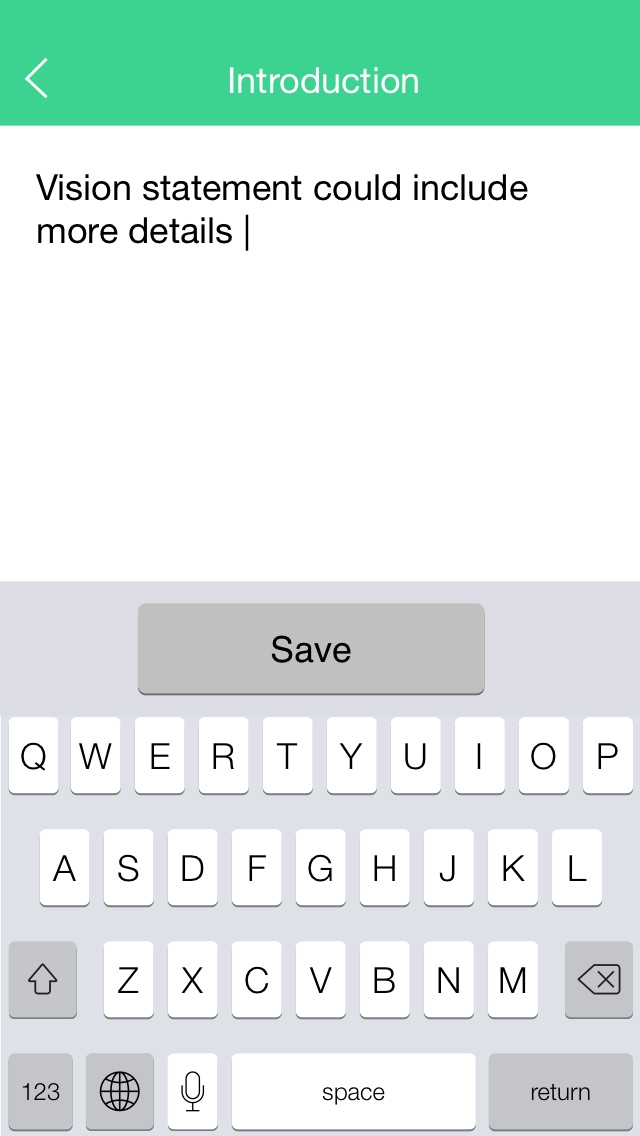 Introduction
Vision statement could include
more details
Save
Q W E R T Y U I O P
A S D F G H J K L
Z X C V B N M
123 space return